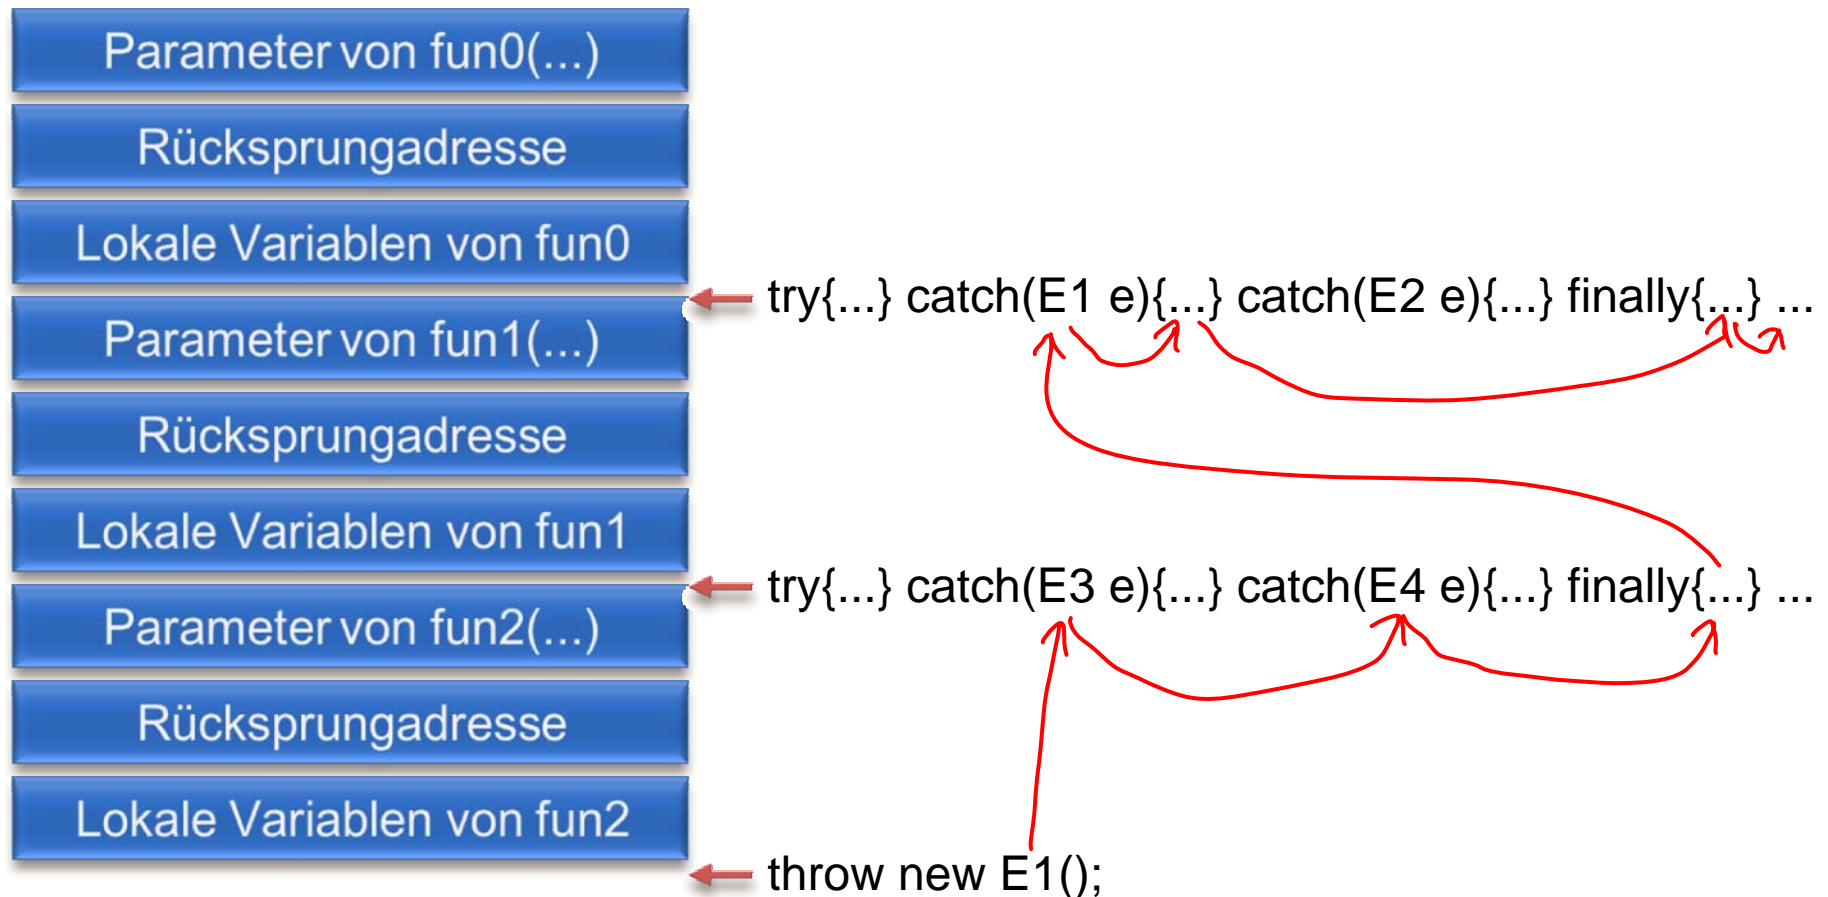 Parameter von fun0(...)
Rücksprungadresse
Lokale Variablen von fun0
try{...} catch(E1 e){...} catch(E2 e){...} finally{...} ...
Parameter von fun1(...)
Rücksprungadresse
Lokale Variablen von fun1
try{...} catch(E3 e){...} catch(E4 e){...} finally{...} ...
Parameter von fun2(...)
Rücksprungadresse
Lokale Variablen von fun2
throw new E1();